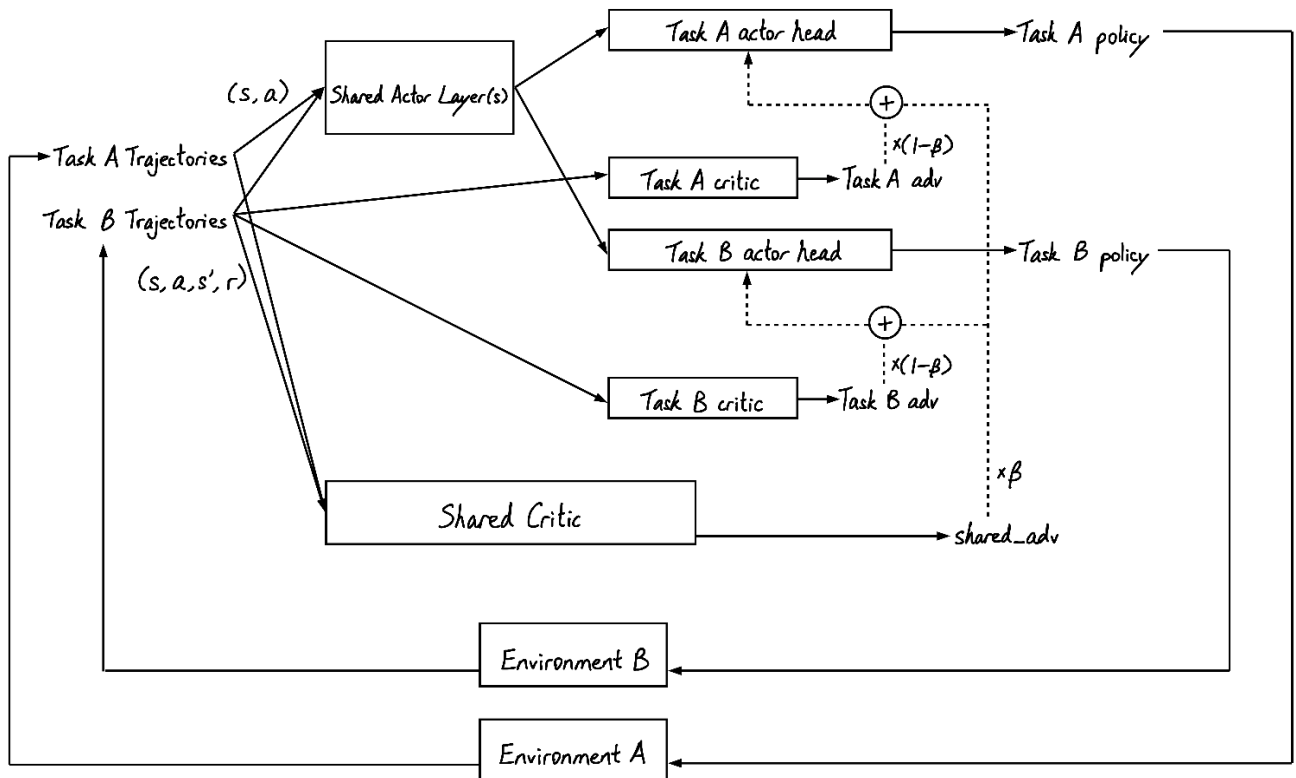 Task A actor head
Task A policy
(s, a)
Shared Actor Layer(s)
+
×(1-β)
Task A Trajectories
Task A critic
Task A adv
Task B Trajectories
Task B actor head
Task B policy
(s, a, s', r)
+
×(1-β)
Task B critic
Task B adv
×β
Shared Critic
shared_adv
Environment B
Environment A